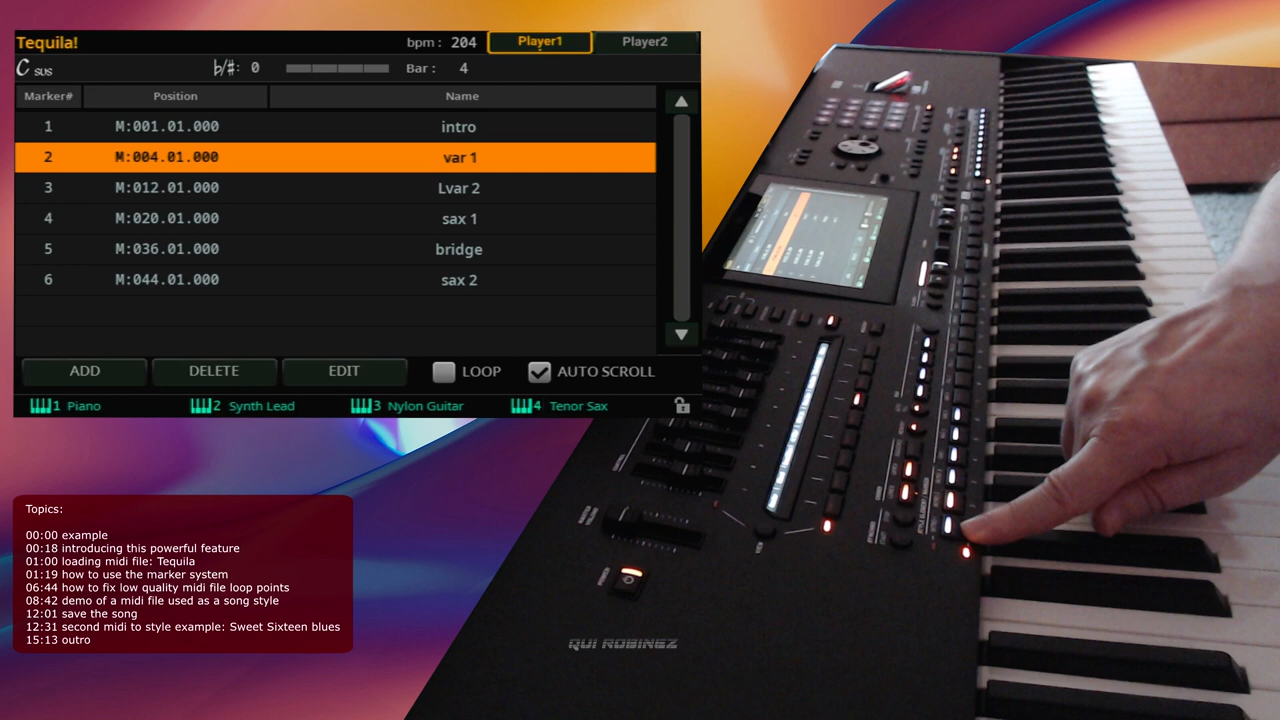 Tequila!
bpm : 204
Player1
Player2
C sus
b/#: 0
Bar : 4
Marker# Position Name
1 M:001.01.000 intro
2 M:004.01.000 var 1
3 M:012.01.000 Lvar 2
4 M:020.01.000 sax 1
5 M:036.01.000 bridge
6 M:044.01.000 sax 2
ADD DELETE EDIT LOOP AUTO SCROLL
1 Piano 2 Synth Lead 3 Nylon Guitar 4 Tenor Sax
Topics:
00:00 example
00:18 introducing this powerful feature
01:00 loading midi file: Tequila
01:19 how to use the marker system
06:44 how to fix low quality midi file loop points
08:42 demo of a midi file used as a song style
12:01 save the song
12:31 second midi to style example: Sweet Sixteen blues
15:13 outro
QUI ROBINEZ